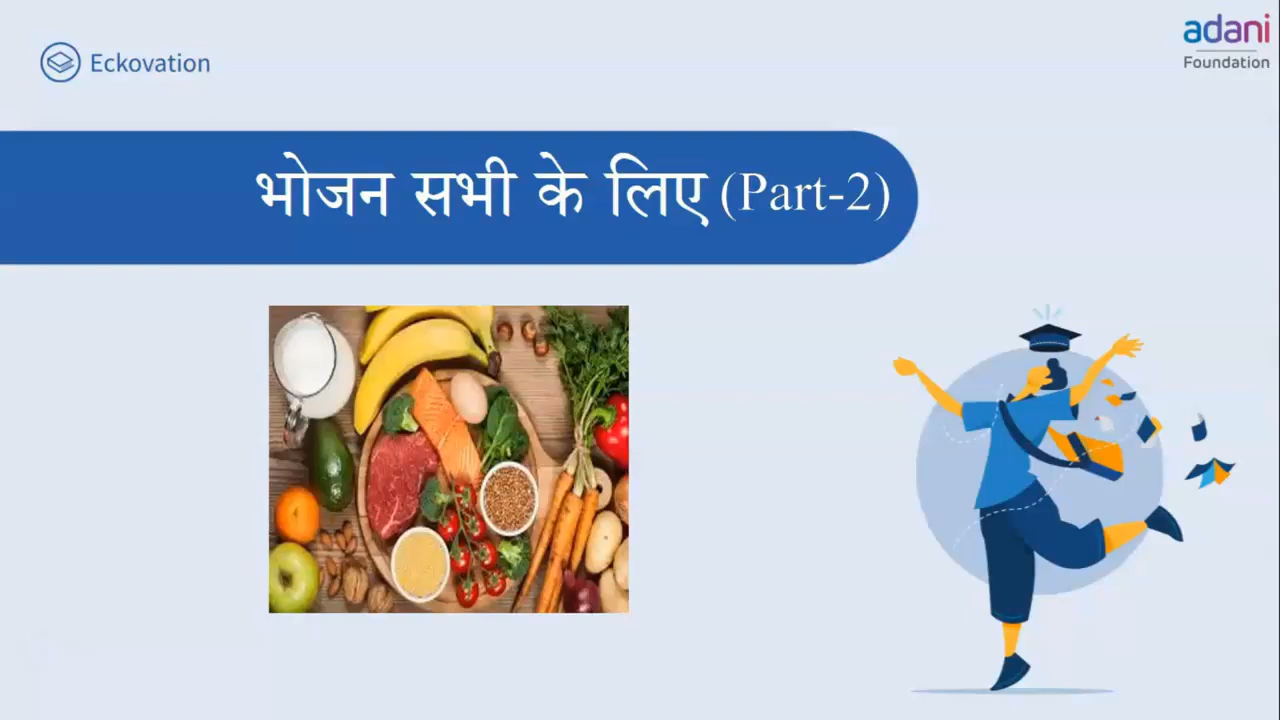 Eckovation
adani
Foundation
भोजन सभी के लिए (Part-2)